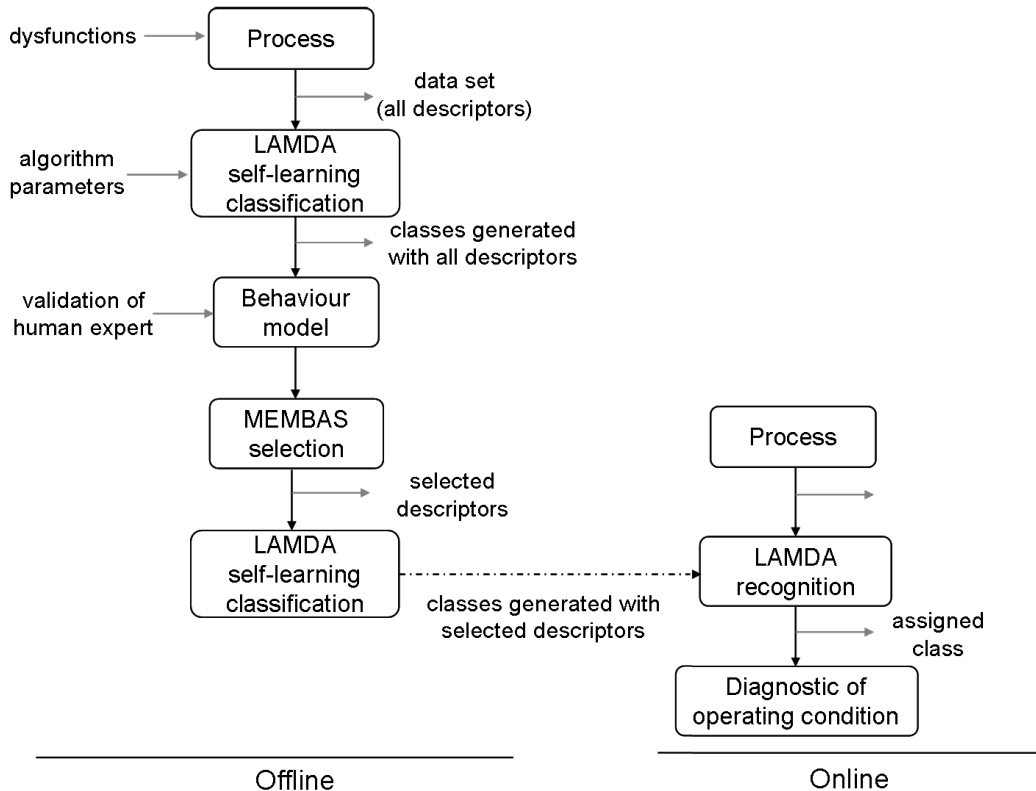 dysfunctions
Process
data set
(all descriptors)
algorithm
parameters
LAMDA
self-learning
classification
classes generated
with all descriptors
validation of
human expert
Behaviour
model
MEMBAS
selection
selected
descriptors
LAMDA
self-learning
classification
classes generated with
selected descriptors
Process
LAMDA
recognition
assigned
class
Diagnostic of
operating condition
Offline
Online